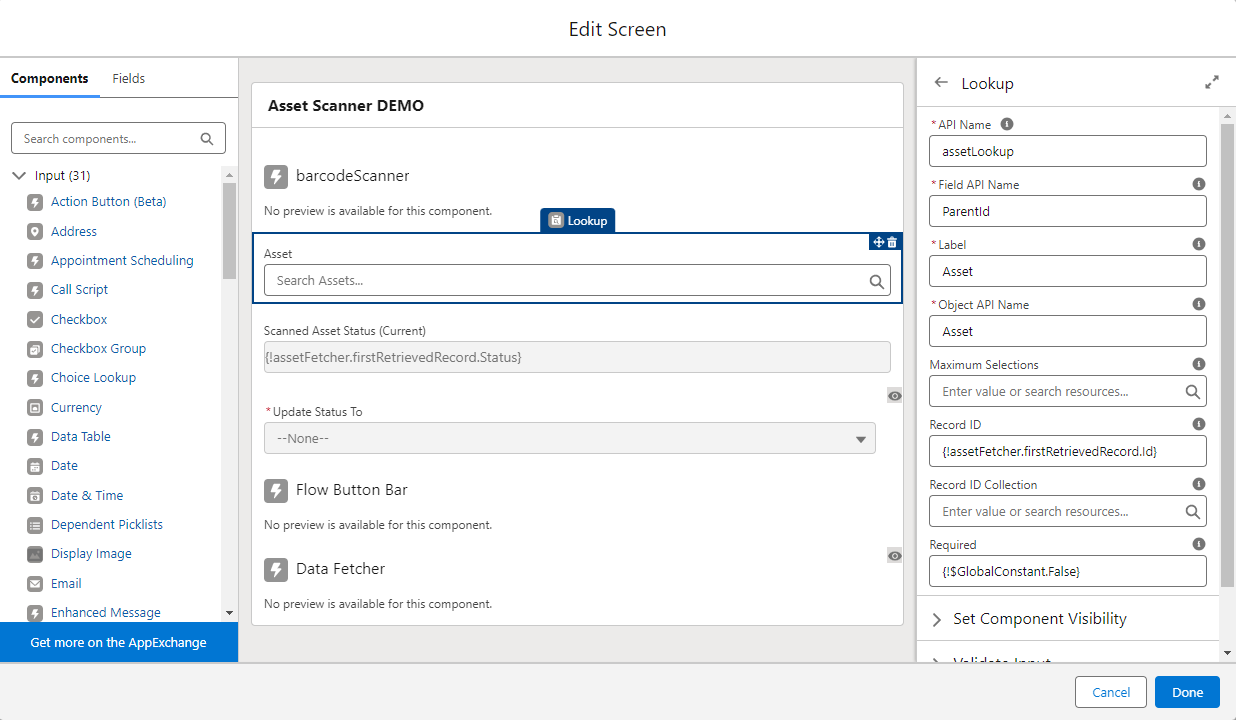 Edit Screen
Components
Fields
Search components...
Input (31)
Action Button (Beta)
Address
Appointment Scheduling
Call Script
Checkbox
Checkbox Group
Choice Lookup
Currency
Data Table
Date
Date & Time
Dependent Picklists
Display Image
Email
Enhanced Message
Get more on the AppExchange
Asset Scanner DEMO
barcodeScanner
No preview is available for this component.
Lookup
Asset
Search Assets...
Scanned Asset Status (Current)
{!assetFetcher.firstRetrievedRecord.Status}
*Update Status To
--None--
Flow Button Bar
No preview is available for this component.
Data Fetcher
No preview is available for this component.
Lookup
*API Name
assetLookup
*Field API Name
ParentId
*Label
Asset
*Object API Name
Asset
Maximum Selections
Enter value or search resources...
Record ID
{!assetFetcher.firstRetrievedRecord.Id}
Record ID Collection
Enter value or search resources...
Required
{!$GlobalConstant.False}
Set Component Visibility
Validate Input
Cancel
Done